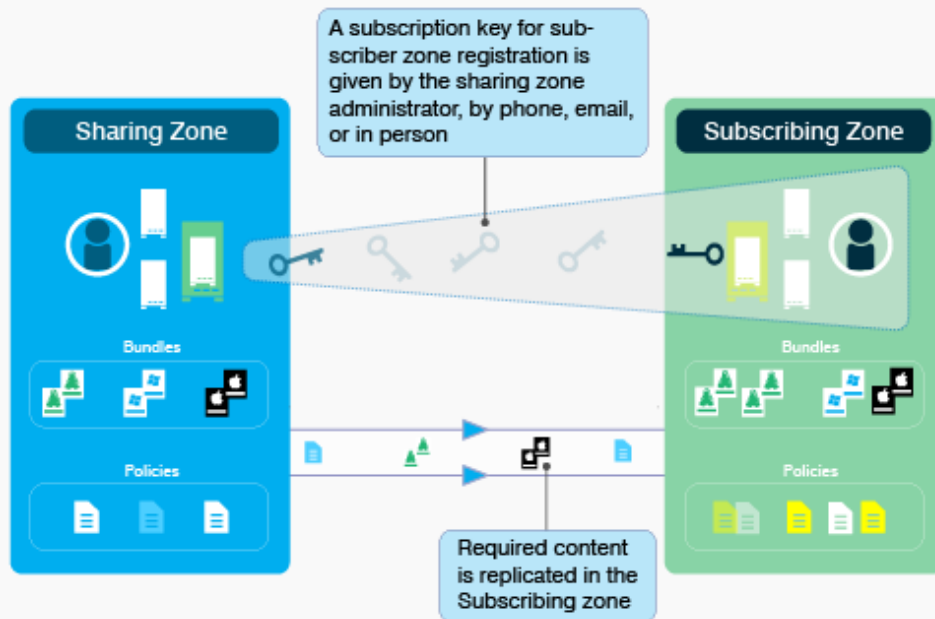 A subscription key for sub-
scriber zone registration is
given by the sharing zone
administrator, by phone, email,
or in person
Sharing Zone
Subscribing Zone
Bundles
Bundles
Policies
Policies
Required content
is replicated in the
Subscribing zone